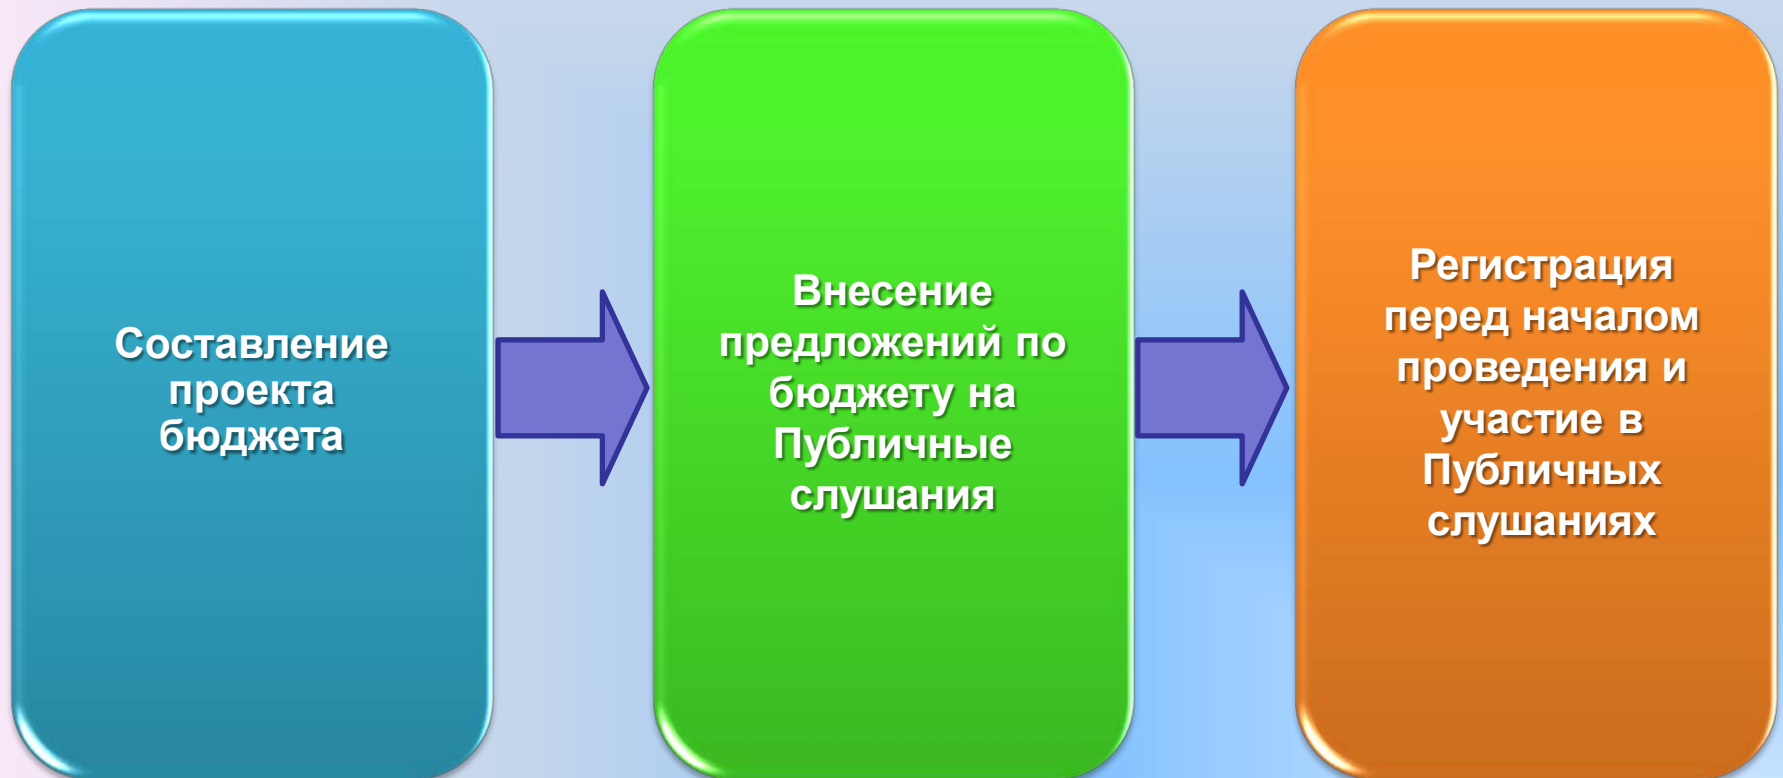 Составление
проекта
бюджета
Внесение
предложений по
бюджету на
Публичные
слушания
Регистрация
перед началом
проведения и
участие в
Публичных
слушаниях